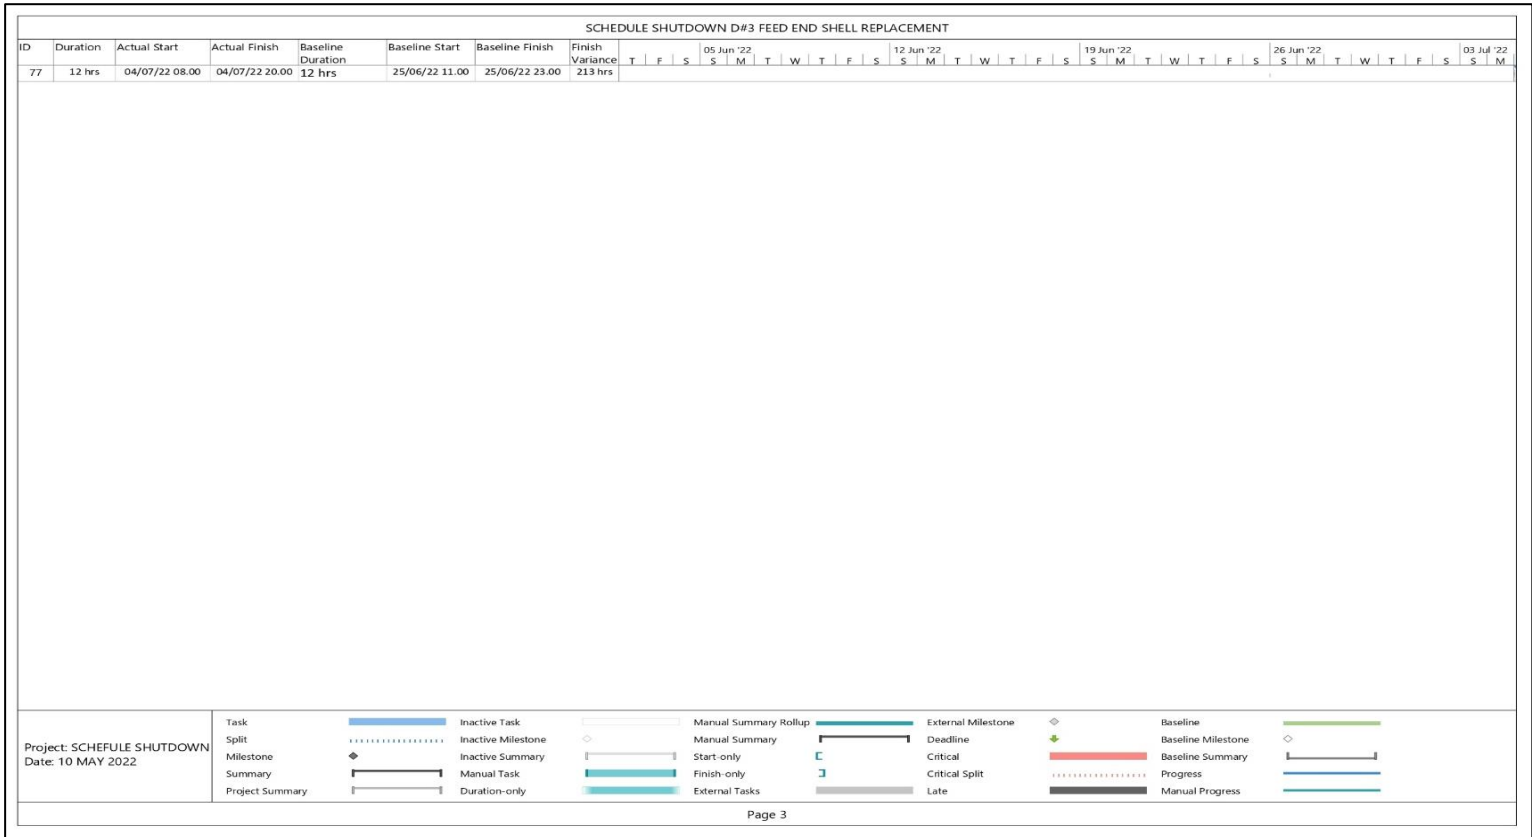 SCHEDULE SHUTDOWN D#3 FEED END SHELL REPLACEMENT
ID Duration Actual Start Actual Finish Baseline Duration Baseline Start Baseline Finish Finish Variance
05 Jun '22 12 Jun '22 19 Jun '22 26 Jun '22 03 Jul '22
T F S S M T W T F S S M T W T F S S M T W T F S S M T W T F S S M
77 12 hrs 04/07/22 08.00 04/07/22 20.00 12 hrs 25/06/22 11.00 25/06/22 23.00 213 hrs
Project: SCHEFULE SHUTDOWN
Date: 10 MAY 2022
Task Inactive Task Manual Summary Rollup External Milestone Baseline
Split Inactive Milestone Manual Summary Deadline Baseline Milestone
Milestone Inactive Summary Start-only Critical Baseline Summary
Summary Manual Task Finish-only Critical Split Progress
Project Summary Duration-only External Tasks Late Manual Progress
Page 3